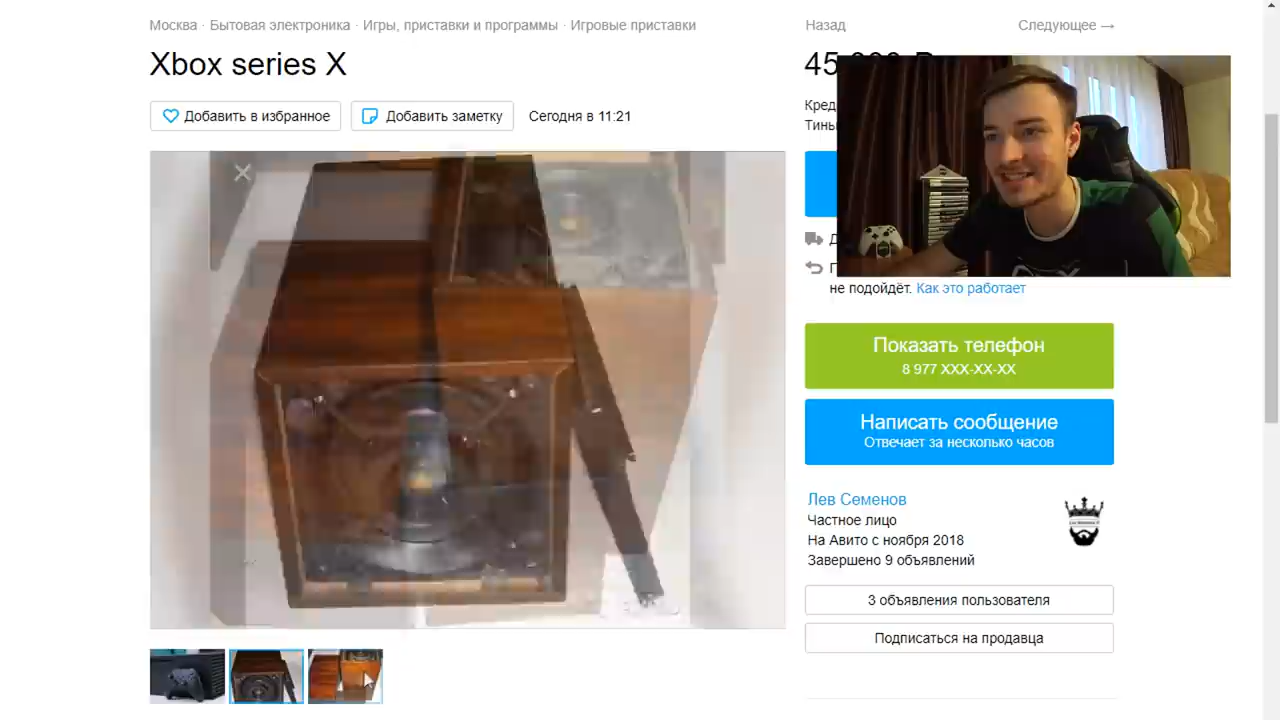 Москва · Бытовая электроника · Игры, приставки и программы · Игровые приставки
Назад
Следующее →
Xbox series X
Добавить в избранное
Добавить заметку
Сегодня в 11:21
не подойдёт. Как это работает
Показать телефон
8 977 XXX-XX-XX
Написать сообщение
Отвечает за несколько часов
Лев Семенов
Частное лицо
На Авито с ноября 2018
Завершено 9 объявлений
3 объявления пользователя
Подписаться на продавца